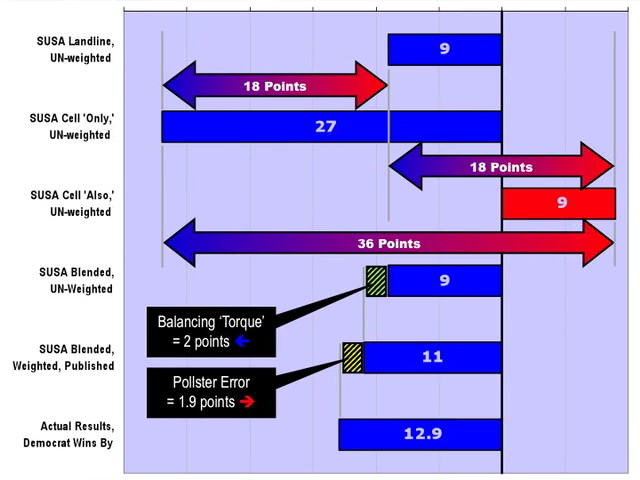 SUSA Landline,
UN-weighted
9
18 Points
SUSA Cell 'Only,'
UN-weighted
27
18 Points
SUSA Cell 'Also,'
UN-weighted
9
36 Points
SUSA Blended,
UN-Weighted
9
Balancing ‘Torque’
= 2 points ←
SUSA Blended,
Weighted, Published
11
Pollster Error
= 1.9 points →
Actual Results,
Democrat Wins By
12.9